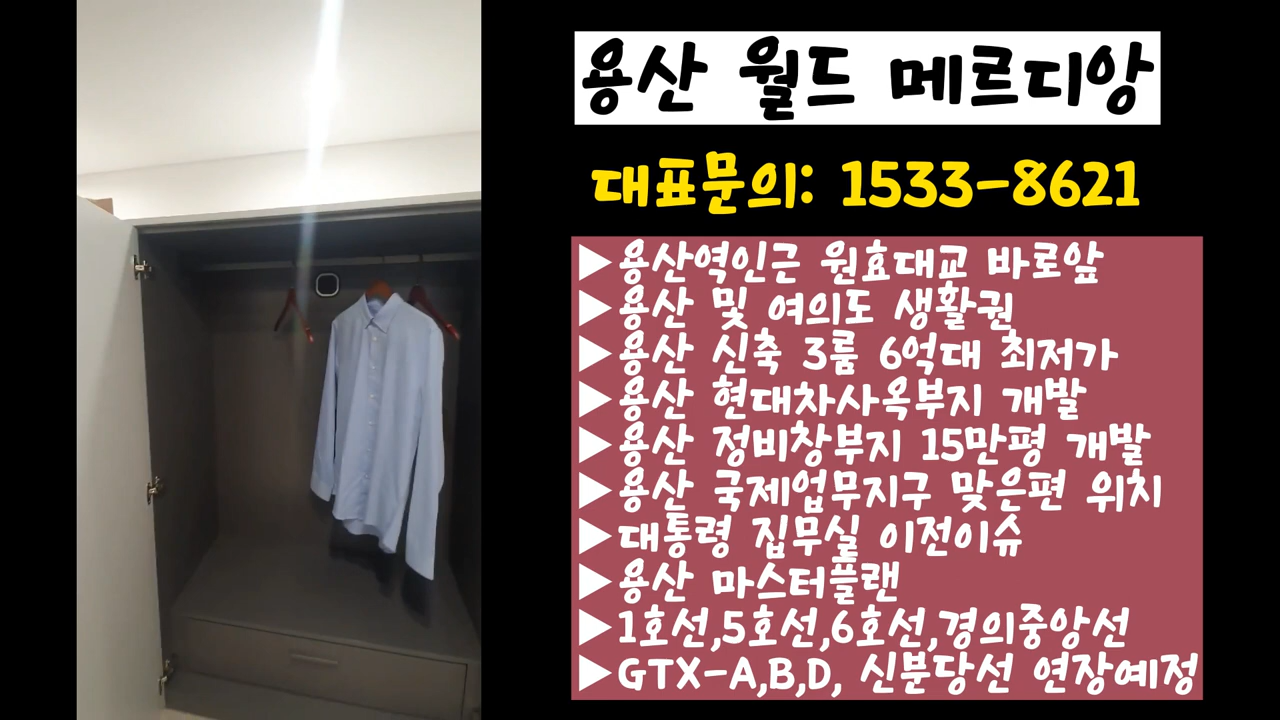 용산 월드 메르디앙
대표문의: 1533-8621
▶용산역인근 원효대교 바로앞
▶용산 및 여의도 생활권
▶용산 신축 3룸 6억대 최저가
▶용산 현대차사옥부지 개발
▶용산 정비창부지 15만평 개발
▶용산 국제업무지구 맞은편 위치
▶대통령 집무실 이전이슈
▶용산 마스터플랜
▶1호선,5호선,6호선,경의중앙선
▶GTX-A,B,D, 신분당선 연장예정